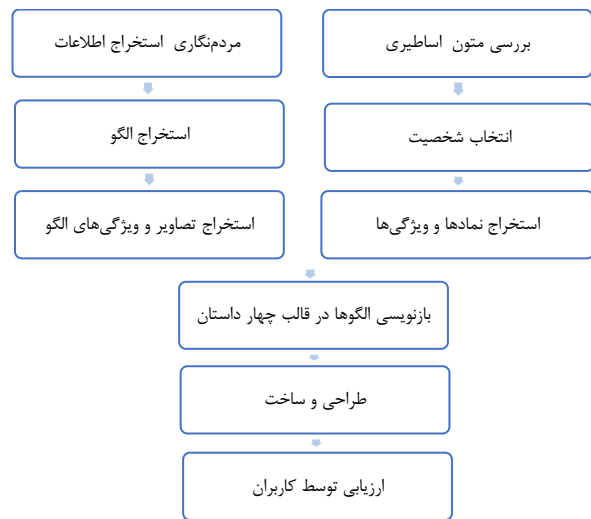 بررسی متون اساطیری
مردم‌نگاری استخراج اطلاعات
انتخاب شخصیت
استخراج الگو
استخراج نمادها و ویژگی‌ها
استخراج تصاویر و ویژگی‌های الگو
بازنویسی الگوها در قالب چهار داستان
طراحی و ساخت
ارزیابی توسط کاربران